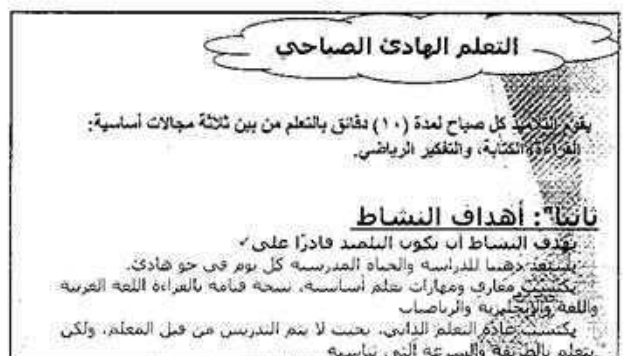 التعلم الهادئ الصباحي
يقوم التلاميذ كل صباح لمدة (١٠) دقائق بالتعلم من بين ثلاثة مجالات أساسية:
القراءة والكتابة، والتفكير الرياضي.
ثانيا": أهداف النشاط
يهدف النشاط أن يكون التلميذ قادرًا على✓
يستعد ذهنيا للدراسة والحياة المدرسية كل يوم في جو هادئ.
يكتسب معارف ومهارات تعلم أساسية، نتيجة قيامه بالقراءة اللغة العربية
واللغة والإنجليزية والرياضيات
يكتسب عادة التعلم الذاتي، بحيث لا يتم التدريس من قبل المعلم، ولكن
يتعلم بالطريقة والسرعة التي تناسبه